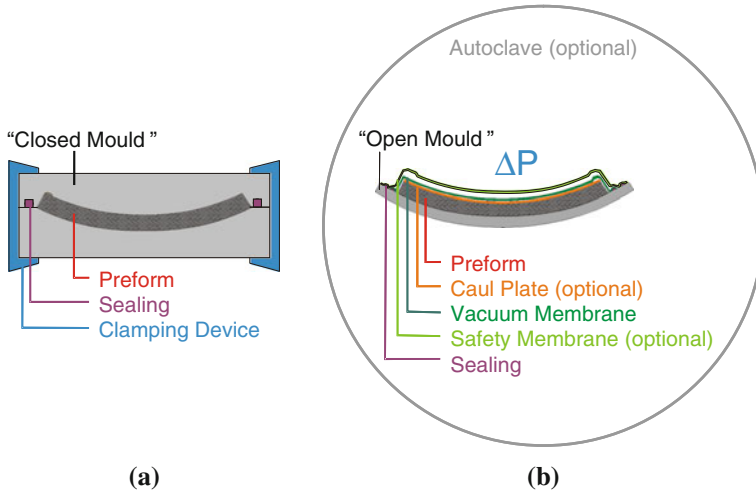 “Closed Mould ”
Preform
Sealing
Clamping Device
(a)
Autoclave (optional)
“Open Mould ”
ΔP
Preform
Caul Plate (optional)
Vacuum Membrane
Safety Membrane (optional)
Sealing
(b)